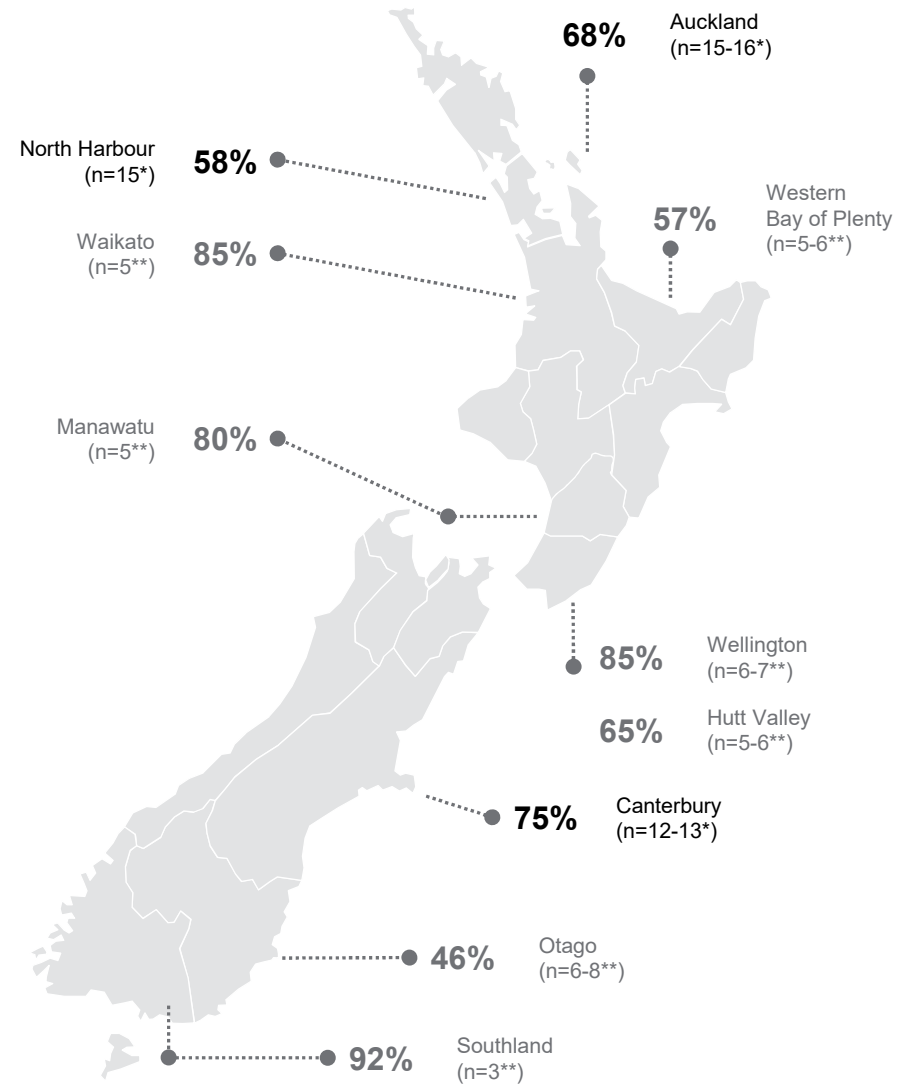 68%
Auckland
(n=15-16*)
North Harbour
(n=15*)
58%
Western
Bay of Plenty
(n=5-6**)
57%
Waikato
(n=5**)
85%
Manawatu
(n=5**)
80%
85%
Wellington
(n=6-7**)
65%
Hutt Valley
(n=5-6**)
75%
Canterbury
(n=12-13*)
46%
Otago
(n=6-8**)
92%
Southland
(n=3**)